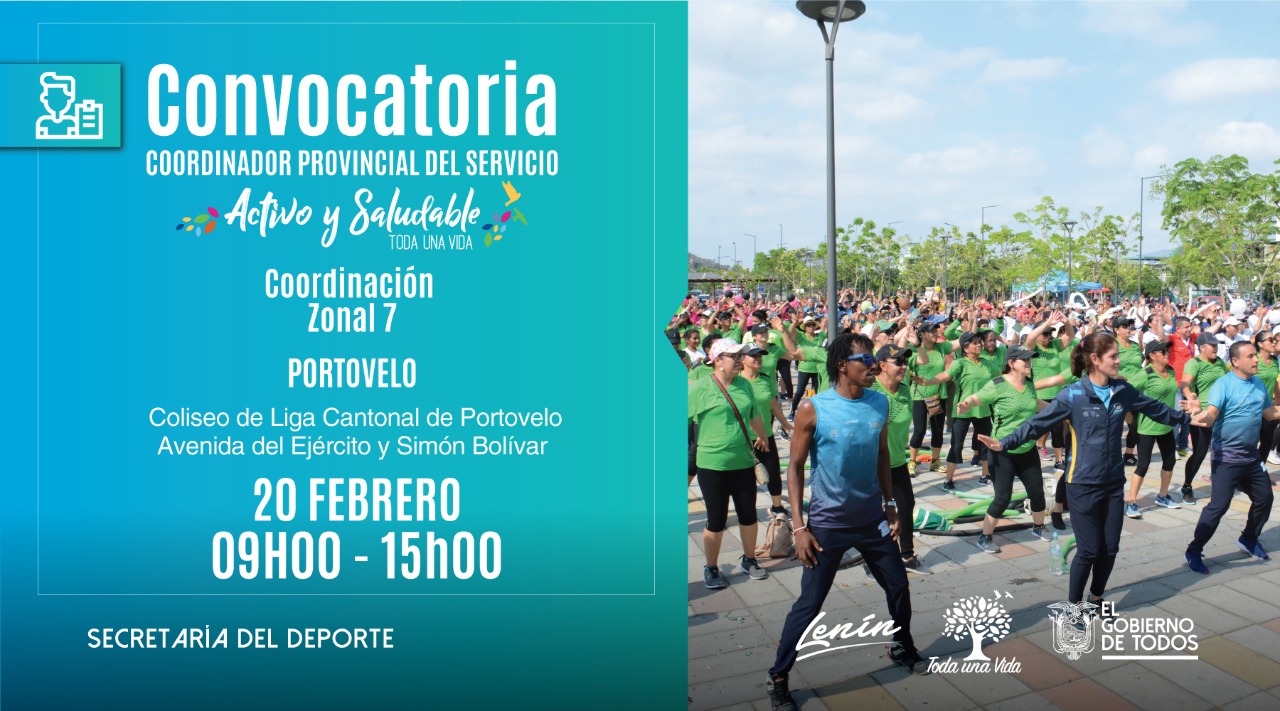 Convocatoria
COORDINADOR PROVINCIAL DEL SERVICIO
Activo y Saludable
TODA UNA VIDA
Coordinación
Zonal 7
PORTOVELO
Coliseo de Liga Cantonal de Portovelo
Avenida del Ejército y Simón Bolívar
20 FEBRERO
09H00 - 15h00
SECRETARÍA DEL DEPORTE
Lenín
Toda una Vida
EL
GOBIERNO
DE TODOS